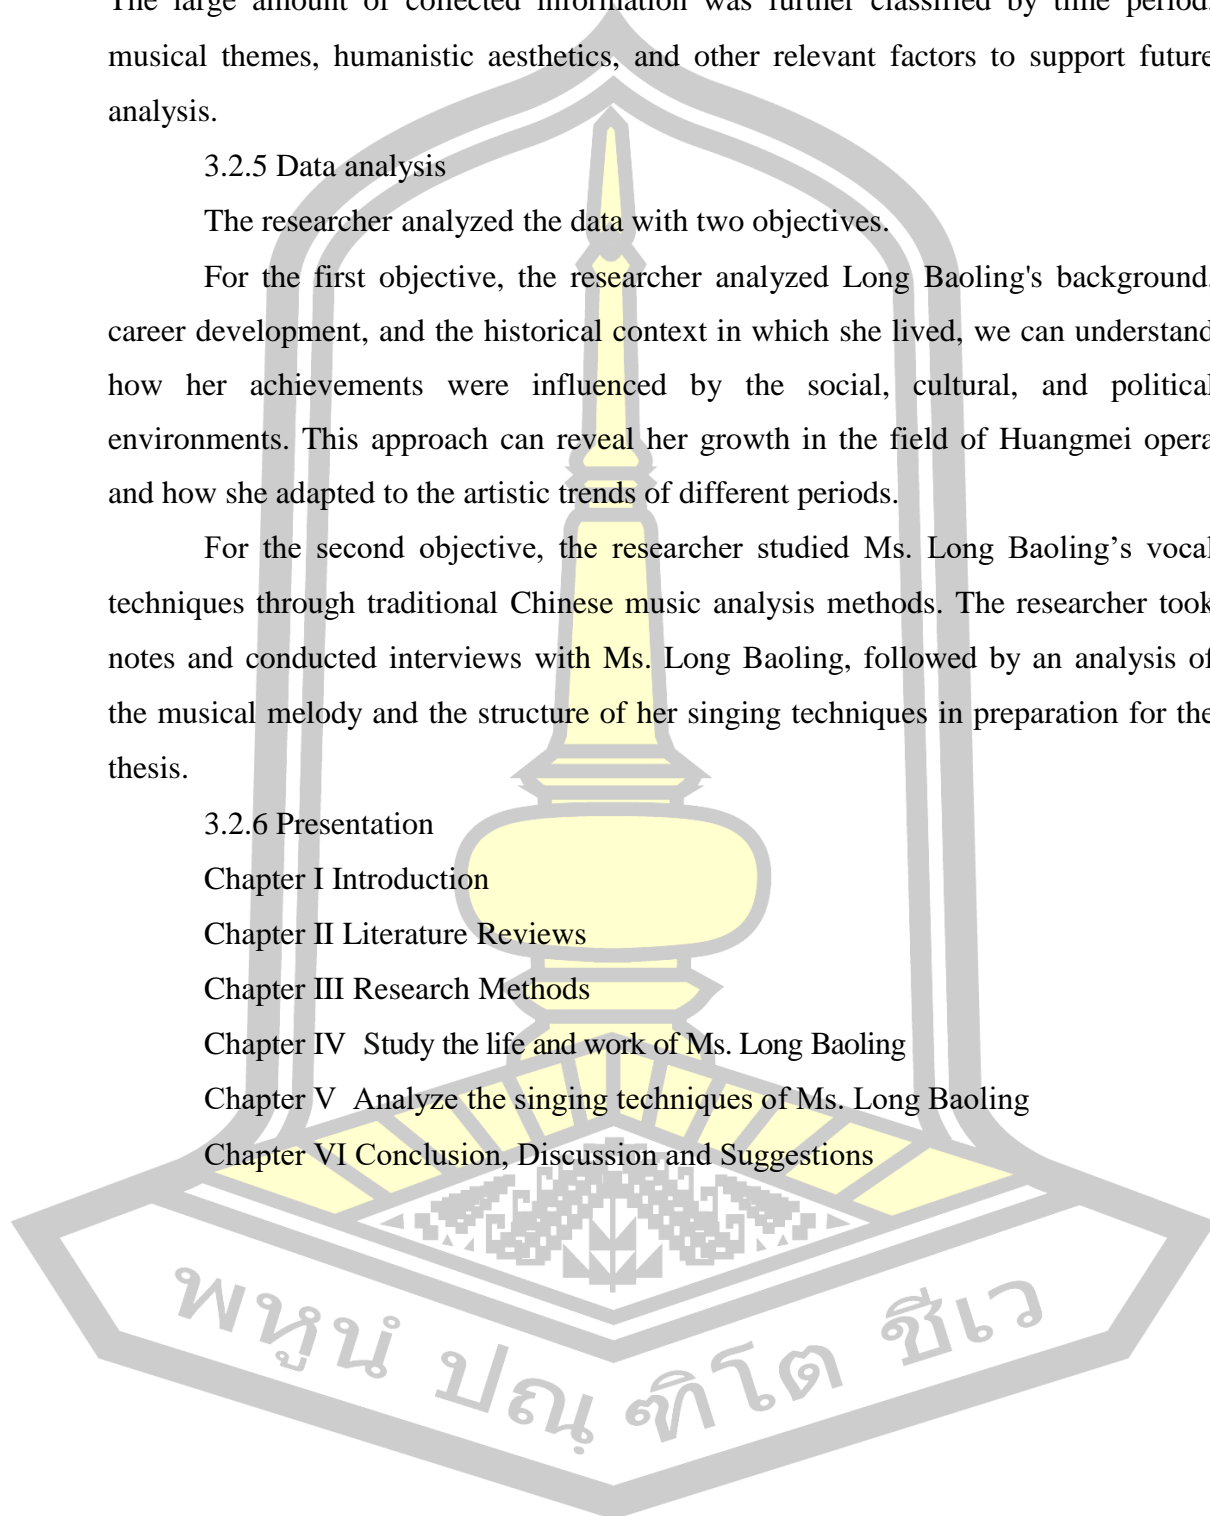 The large amount of collected information was further classified by time period,
musical themes, humanistic aesthetics, and other relevant factors to support future
analysis.
3.2.5 Data analysis
The researcher analyzed the data with two objectives.
For the first objective, the researcher analyzed Long Baoling's background,
career development, and the historical context in which she lived, we can understand
how her achievements were influenced by the social, cultural, and political
environments. This approach can reveal her growth in the field of Huangmei opera
and how she adapted to the artistic trends of different periods.
For the second objective, the researcher studied Ms. Long Baoling’s vocal
techniques through traditional Chinese music analysis methods. The researcher took
notes and conducted interviews with Ms. Long Baoling, followed by an analysis of
the musical melody and the structure of her singing techniques in preparation for the
thesis.
3.2.6 Presentation
Chapter I Introduction
Chapter II Literature Reviews
Chapter III Research Methods
Chapter IV Study the life and work of Ms. Long Baoling
Chapter V Analyze the singing techniques of Ms. Long Baoling
Chapter VI Conclusion, Discussion and Suggestions
พหูนํ ปณฺฑิโต ชีเว